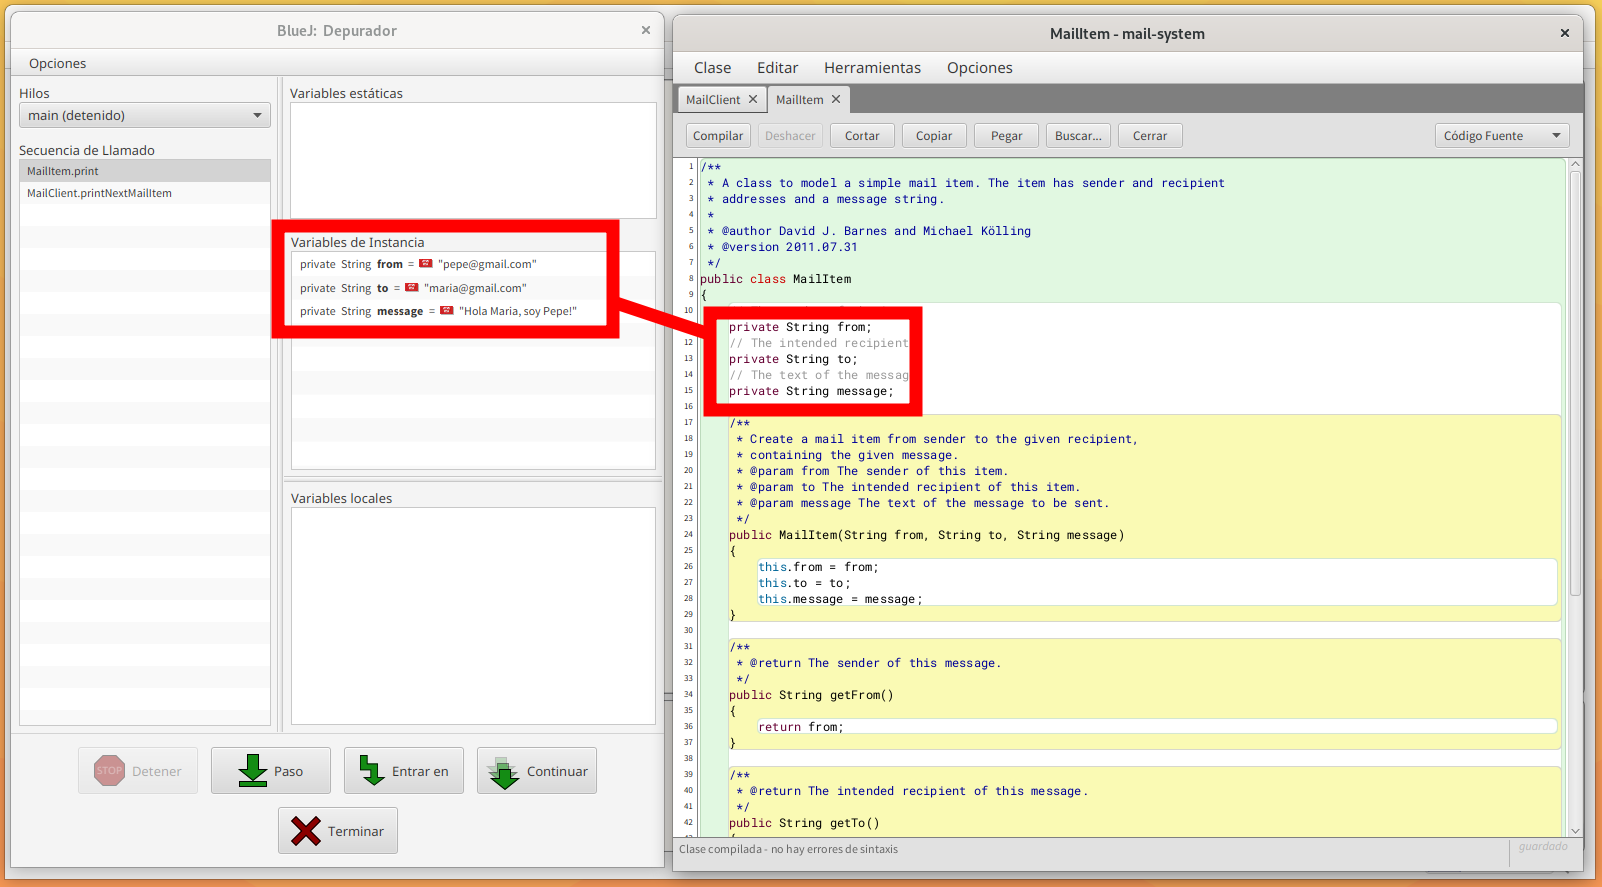 BlueJ: Depurador
×
Opciones
Hilos
main (detenido)
Secuencia de Llamado
MailItem.print
MailClient.printNextMailItem
Variables estáticas
Variables de Instancia
private String from = "pepe@gmail.com"
private String to = "maria@gmail.com"
private String message = "Hola Maria, soy Pepe!"
Variables locales
STOP Detener
Paso
Entrar en
Continuar
Terminar
MailItem - mail-system
×
Clase Editar Herramientas Opciones
MailClient × MailItem ×
Compilar Deshacer Cortar Copiar Pegar Buscar... Cerrar Código Fuente
1 /**
2 * A class to model a simple mail item. The item has sender and recipient
3 * addresses and a message string.
4 *
5 * @author David J. Barnes and Michael Kölling
6 * @version 2011.07.31
7 */
8 public class MailItem
9 {
10
private String from;
12 // The intended recipient
13 private String to;
14 // The text of the messag
15 private String message;
16
17 /**
18 * Create a mail item from sender to the given recipient,
19 * containing the given message.
20 * @param from The sender of this item.
21 * @param to The intended recipient of this item.
22 * @param message The text of the message to be sent.
23 */
24 public MailItem(String from, String to, String message)
25 {
26 this.from = from;
27 this.to = to;
28 this.message = message;
29 }
30
31 /**
32 * @return The sender of this message.
33 */
34 public String getFrom()
35 {
36 return from;
37 }
38
39 /**
40 * @return The intended recipient of this message.
41 */
42 public String getTo()
Clase compilada - no hay errores de sintaxis
guardado